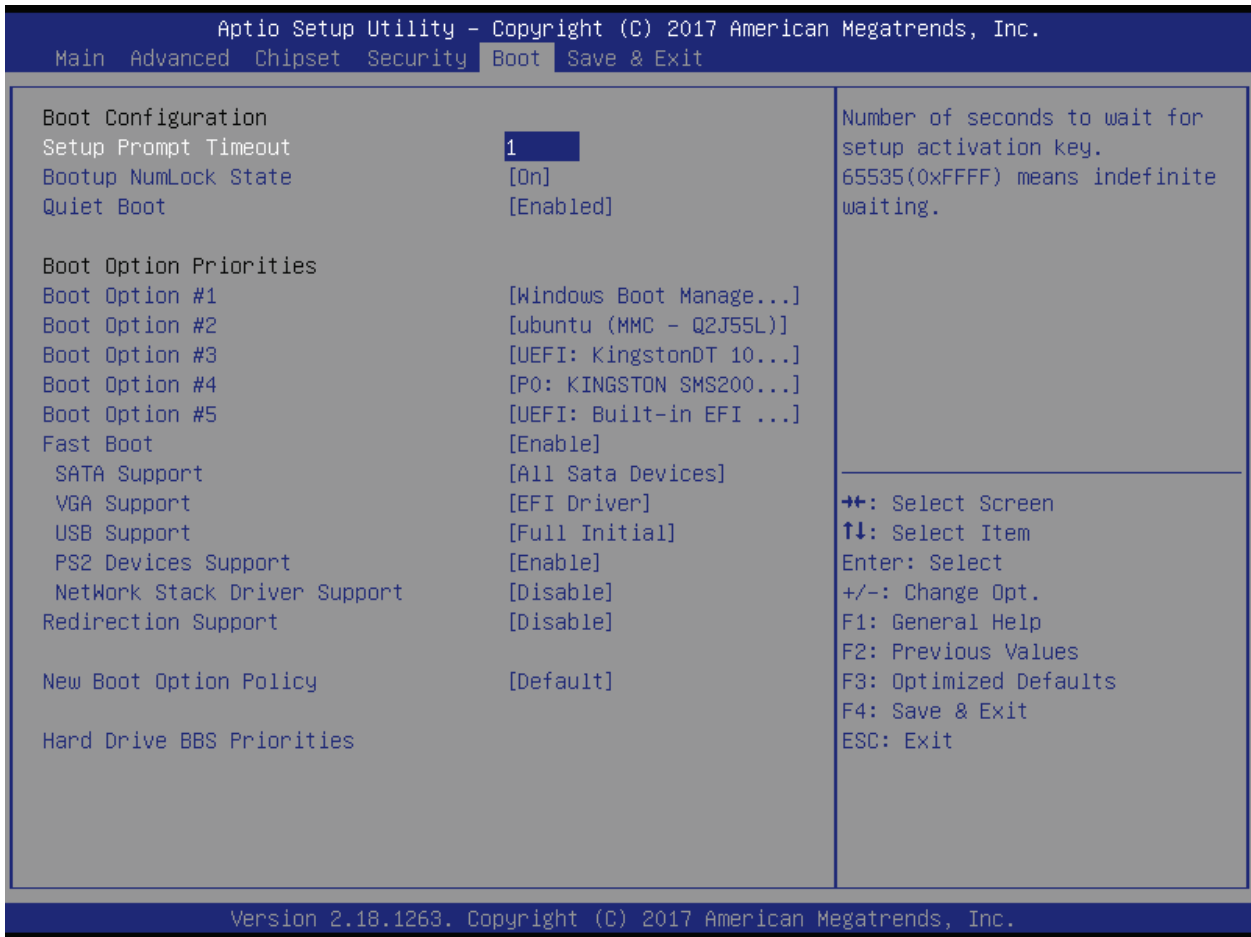 Aptio Setup Utility – Copyright (C) 2017 American Megatrends, Inc.
Main Advanced Chipset Security Boot Save & Exit
Boot Configuration
Setup Prompt Timeout 1
Bootup NumLock State [On]
Quiet Boot [Enabled]
Boot Option Priorities
Boot Option #1 [Windows Boot Manage...]
Boot Option #2 [ubuntu (MMC – Q2J55L)]
Boot Option #3 [UEFI: KingstonDT 10...]
Boot Option #4 [P0: KINGSTON SMS200...]
Boot Option #5 [UEFI: Built-in EFI ...]
Fast Boot [Enable]
SATA Support [All Sata Devices]
VGA Support [EFI Driver]
USB Support [Full Initial]
PS2 Devices Support [Enable]
NetWork Stack Driver Support [Disable]
Redirection Support [Disable]
New Boot Option Policy [Default]
Hard Drive BBS Priorities
Number of seconds to wait for
setup activation key.
65535(0xFFFF) means indefinite
waiting.
→←: Select Screen
↑↓: Select Item
Enter: Select
+/-: Change Opt.
F1: General Help
F2: Previous Values
F3: Optimized Defaults
F4: Save & Exit
ESC: Exit
Version 2.18.1263. Copyright (C) 2017 American Megatrends, Inc.